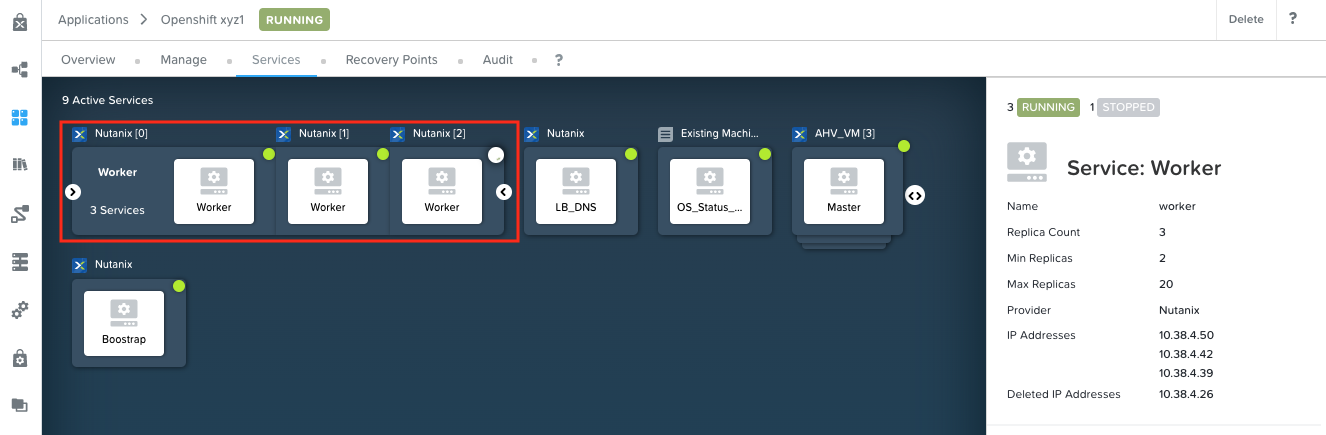 Applications Openshift xyz1 RUNNING Delete ?
Overview Manage Services Recovery Points Audit ?
9 Active Services
Nutanix [0] Nutanix [1] Nutanix [2] Nutanix Existing Machi... AHV_VM [3]
Worker
3 Services
Worker Worker Worker LB_DNS OS_Status_... Master
Nutanix
Boostrap
3 RUNNING 1 STOPPED
Service: Worker
Name worker
Replica Count 3
Min Replicas 2
Max Replicas 20
Provider Nutanix
IP Addresses 10.38.4.50
10.38.4.42
10.38.4.39
Deleted IP Addresses 10.38.4.26